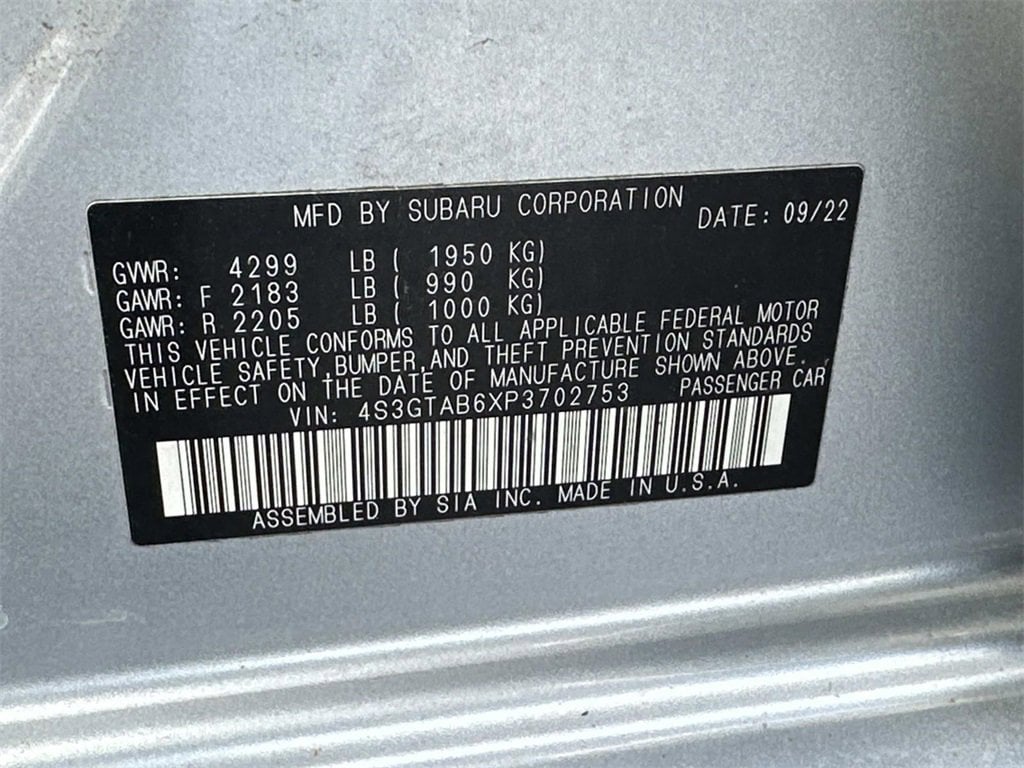 MFD BY SUBARU CORPORATION DATE: 09/22
GVWR: 4299 LB ( 1950 KG)
GAWR: F 2183 LB ( 990 KG)
GAWR: R 2205 LB ( 1000 KG)
THIS VEHICLE CONFORMS TO ALL APPLICABLE FEDERAL MOTOR
VEHICLE SAFETY,BUMPER,AND THEFT PREVENTION STANDARDS
IN EFFECT ON THE DATE OF MANUFACTURE SHOWN ABOVE.
VIN: 4S3GTAB6XP3702753 PASSENGER CAR
ASSEMBLED BY SIA INC. MADE IN U.S.A.